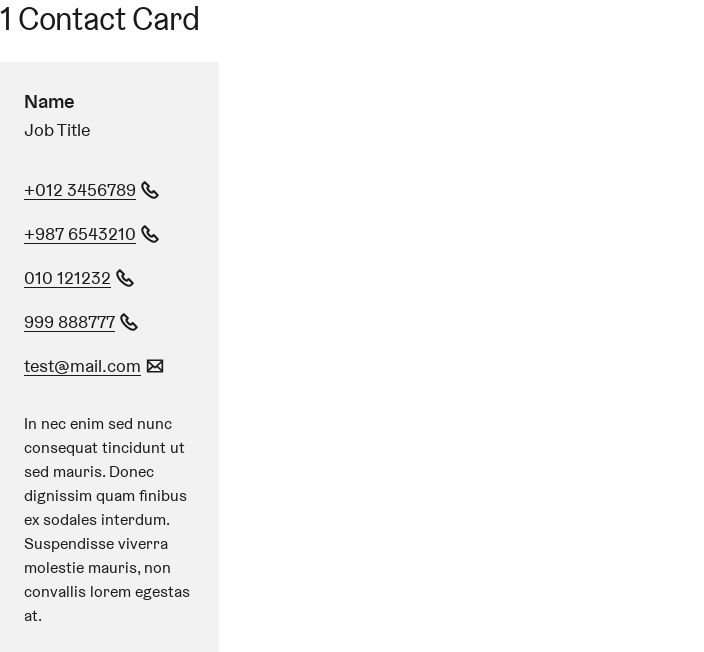 1 Contact Card
Name
Job Title
+012 3456789
+987 6543210
010 121232
999 888777
test@mail.com
In nec enim sed nunc
consequat tincidunt ut
sed mauris. Donec
dignissim quam finibus
ex sodales interdum.
Suspendisse viverra
molestie mauris, non
convallis lorem egestas
at.